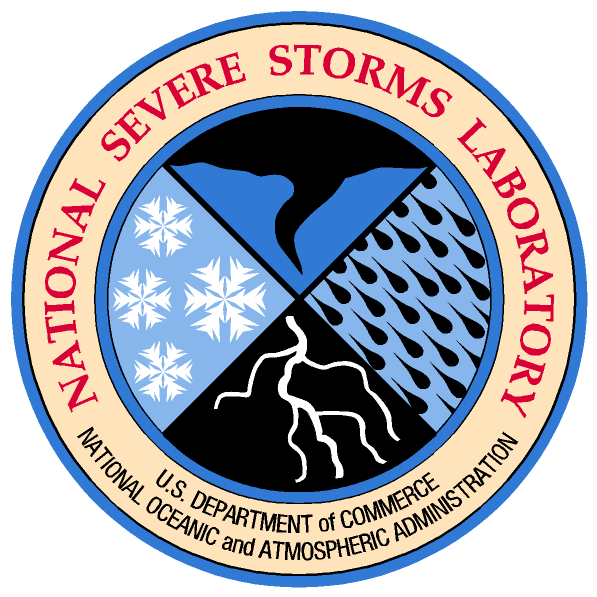 NATIONAL SEVERE STORMS LABORATORY
U.S. DEPARTMENT of COMMERCE
NATIONAL OCEANIC and ATMOSPHERIC ADMINISTRATION